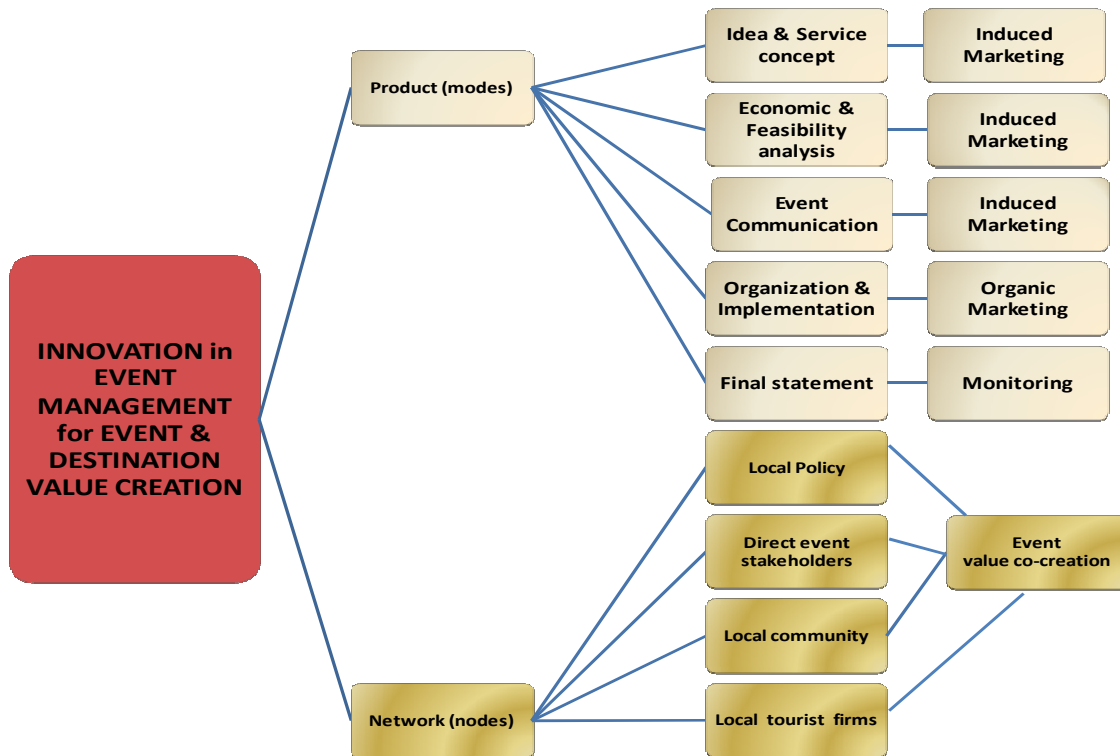 INNOVATION in
EVENT
MANAGEMENT
for EVENT &
DESTINATION
VALUE CREATION
Product (modes)
Idea & Service
concept
Induced
Marketing
Economic &
Feasibility
analysis
Induced
Marketing
Event
Communication
Induced
Marketing
Organization &
Implementation
Organic
Marketing
Final statement
Monitoring
Network (nodes)
Local Policy
Direct event
stakeholders
Local community
Local tourist firms
Event
value co-creation